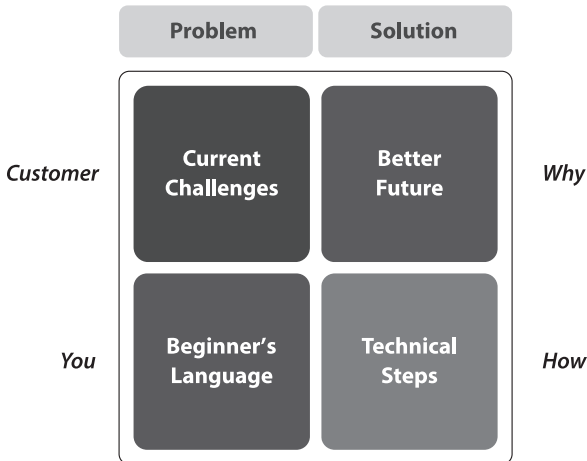 Problem
Solution
Customer
Current
Challenges
Better
Future
Why
You
Beginner’s
Language
Technical
Steps
How